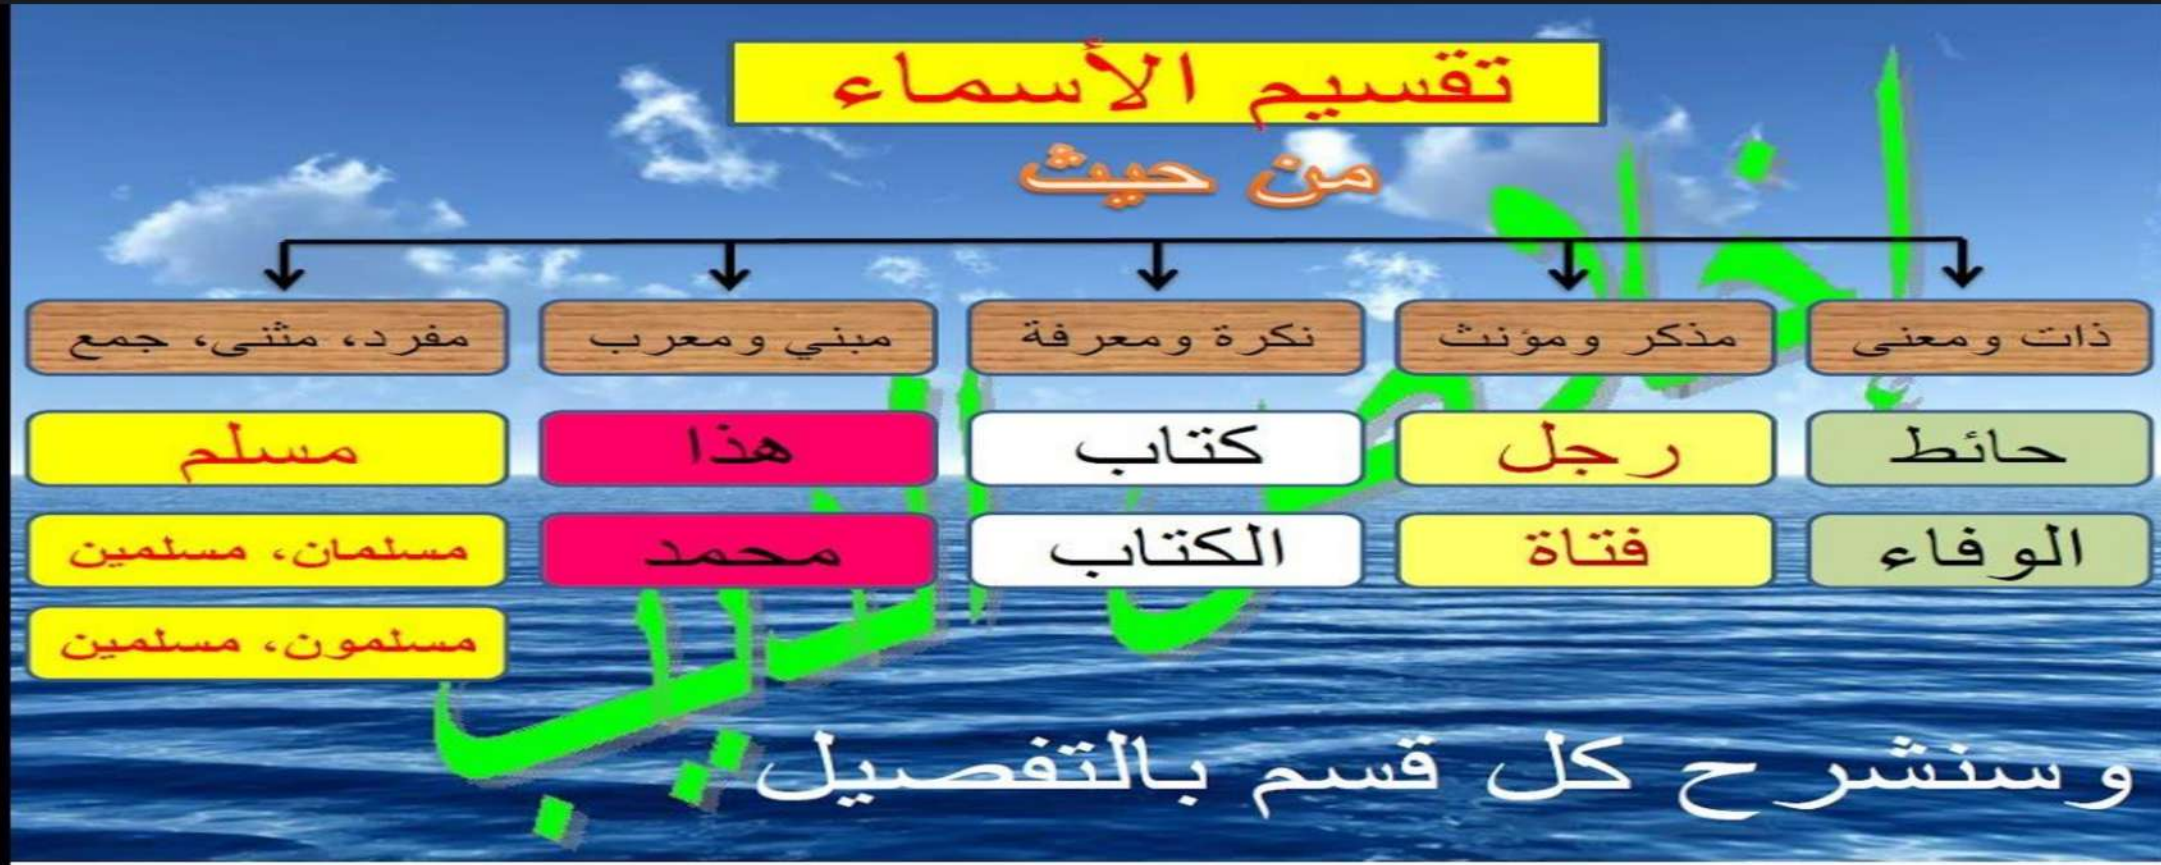 تقسيم الأسماء
من حيث
ذات ومعنى
مذكر ومؤنث
نكرة ومعرفة
مبني ومعرب
مفرد، مثنى، جمع
حائط
رجل
كتاب
هذا
مسلم
الوفاء
فتاة
الكتاب
محمد
مسلمان، مسلمين
مسلمون، مسلمين
وسنشرح كل قسم بالتفصيل